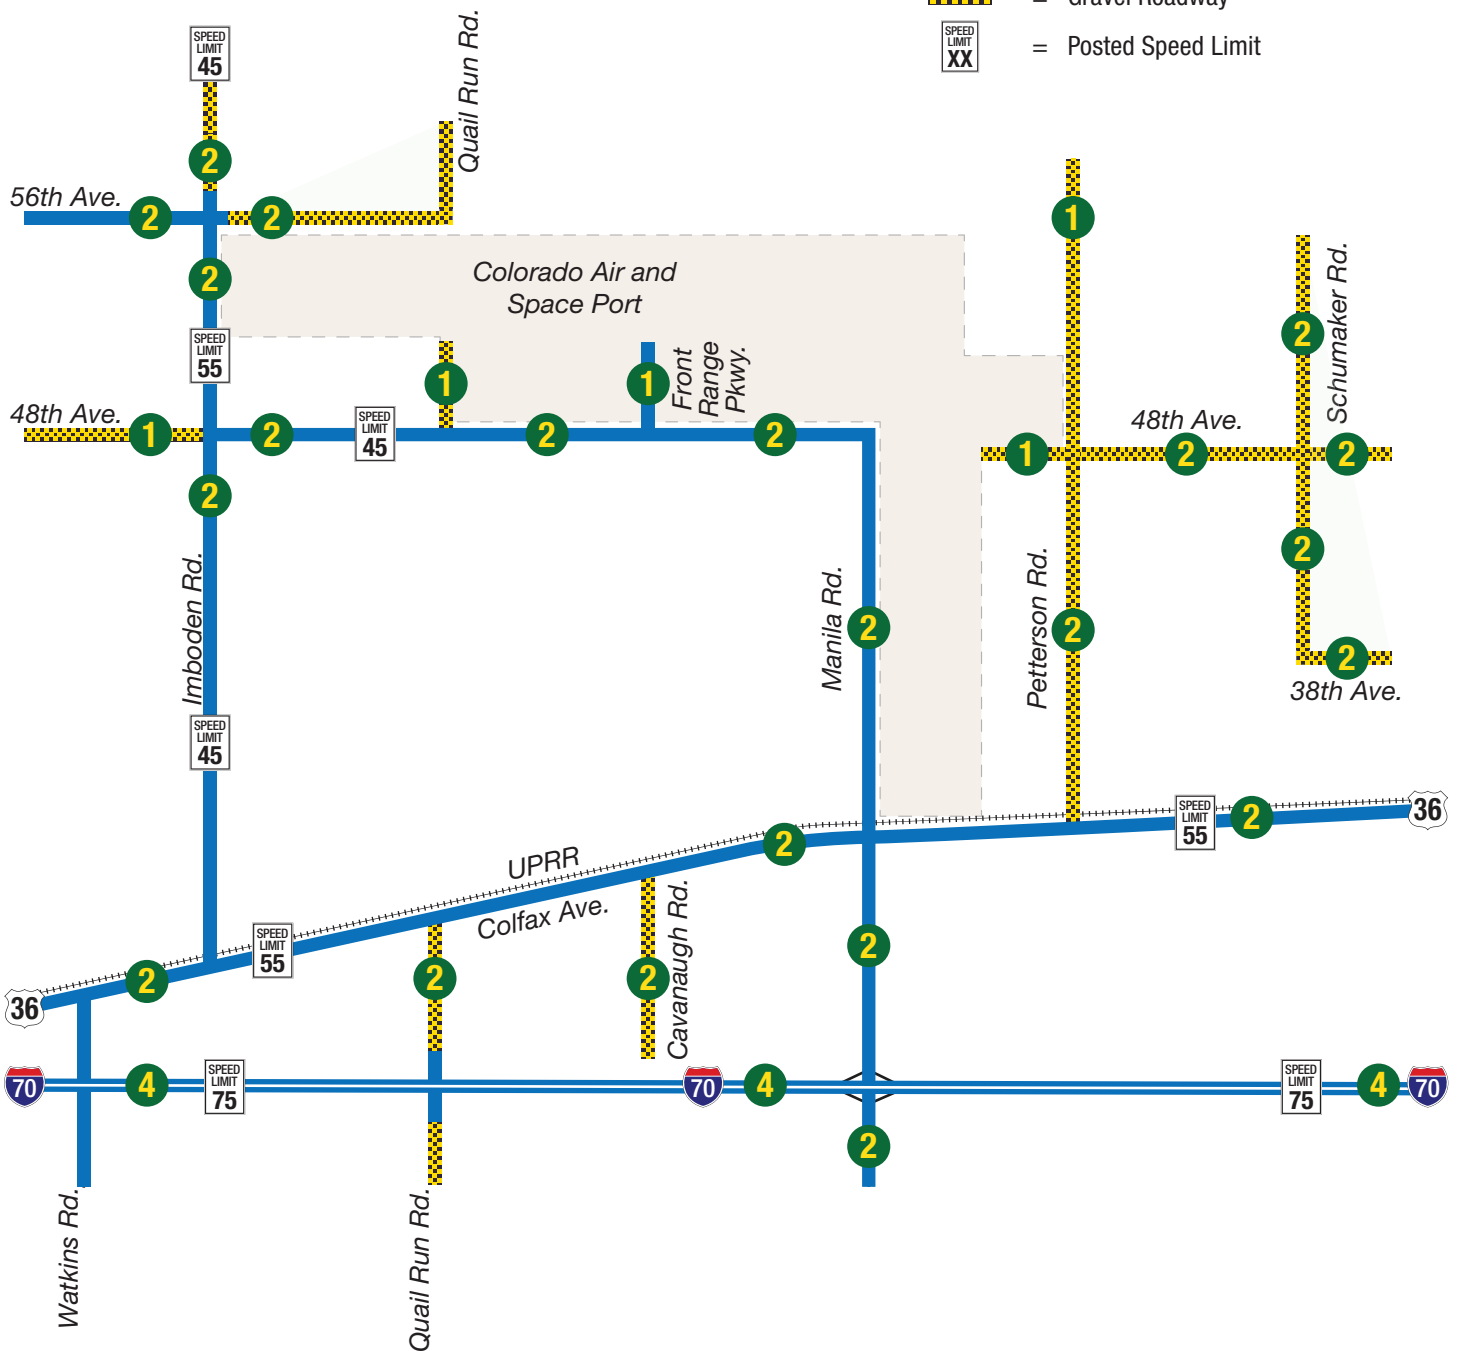 = Gravel Roadway
SPEED
LIMIT
XX
= Posted Speed Limit
SPEED
LIMIT
45
Quail Run Rd.
2
56th Ave.
2
2
1
2
Colorado Air and
Space Port
Schumaker Rd.
2
SPEED
LIMIT
55
1
1
Front
Range
Pkwy.
48th Ave.
1
2
SPEED
LIMIT
45
2
2
48th Ave.
1
2
2
2
2
Imboden Rd.
Manila Rd.
2
Petterson Rd.
2
2
38th Ave.
SPEED
LIMIT
45
SPEED
LIMIT
55
2
36
2
UPRR
Colfax Ave.
SPEED
LIMIT
55
2
36
2
2
Cavanaugh Rd.
2
70
4
SPEED
LIMIT
75
70
4
SPEED
LIMIT
75
4
70
2
Watkins Rd.
Quail Run Rd.